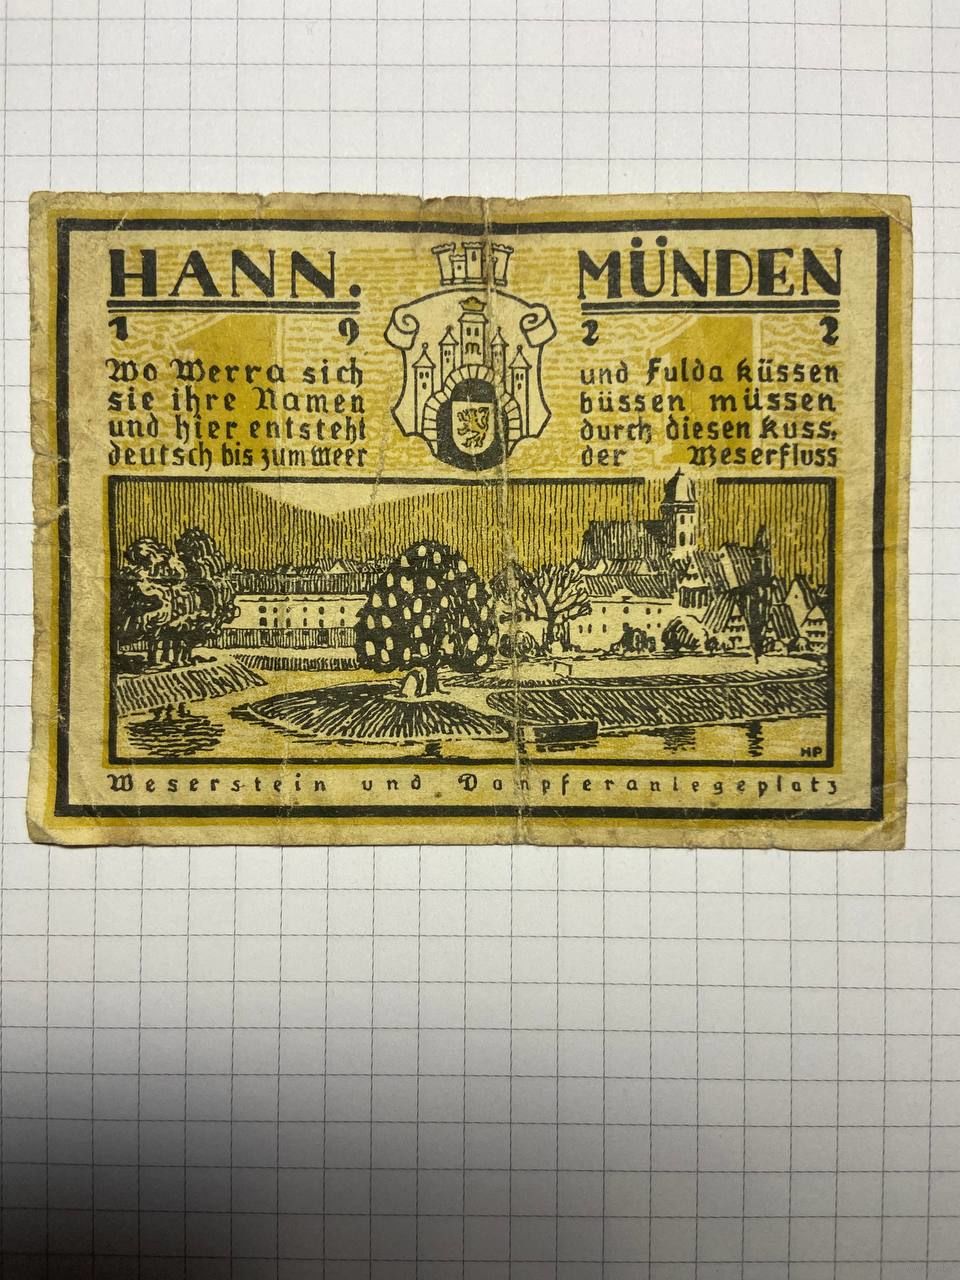 HANN. MÜNDEN
1 9 2 2
Wo Werra sich und Fulda küssen
sie ihre Namen büssen müssen
und hier entsteht durch diesen Kuss,
deutsch bis zum Meer der Weserfluss
m
HP
Weserstein und Dampferanlegeplatz